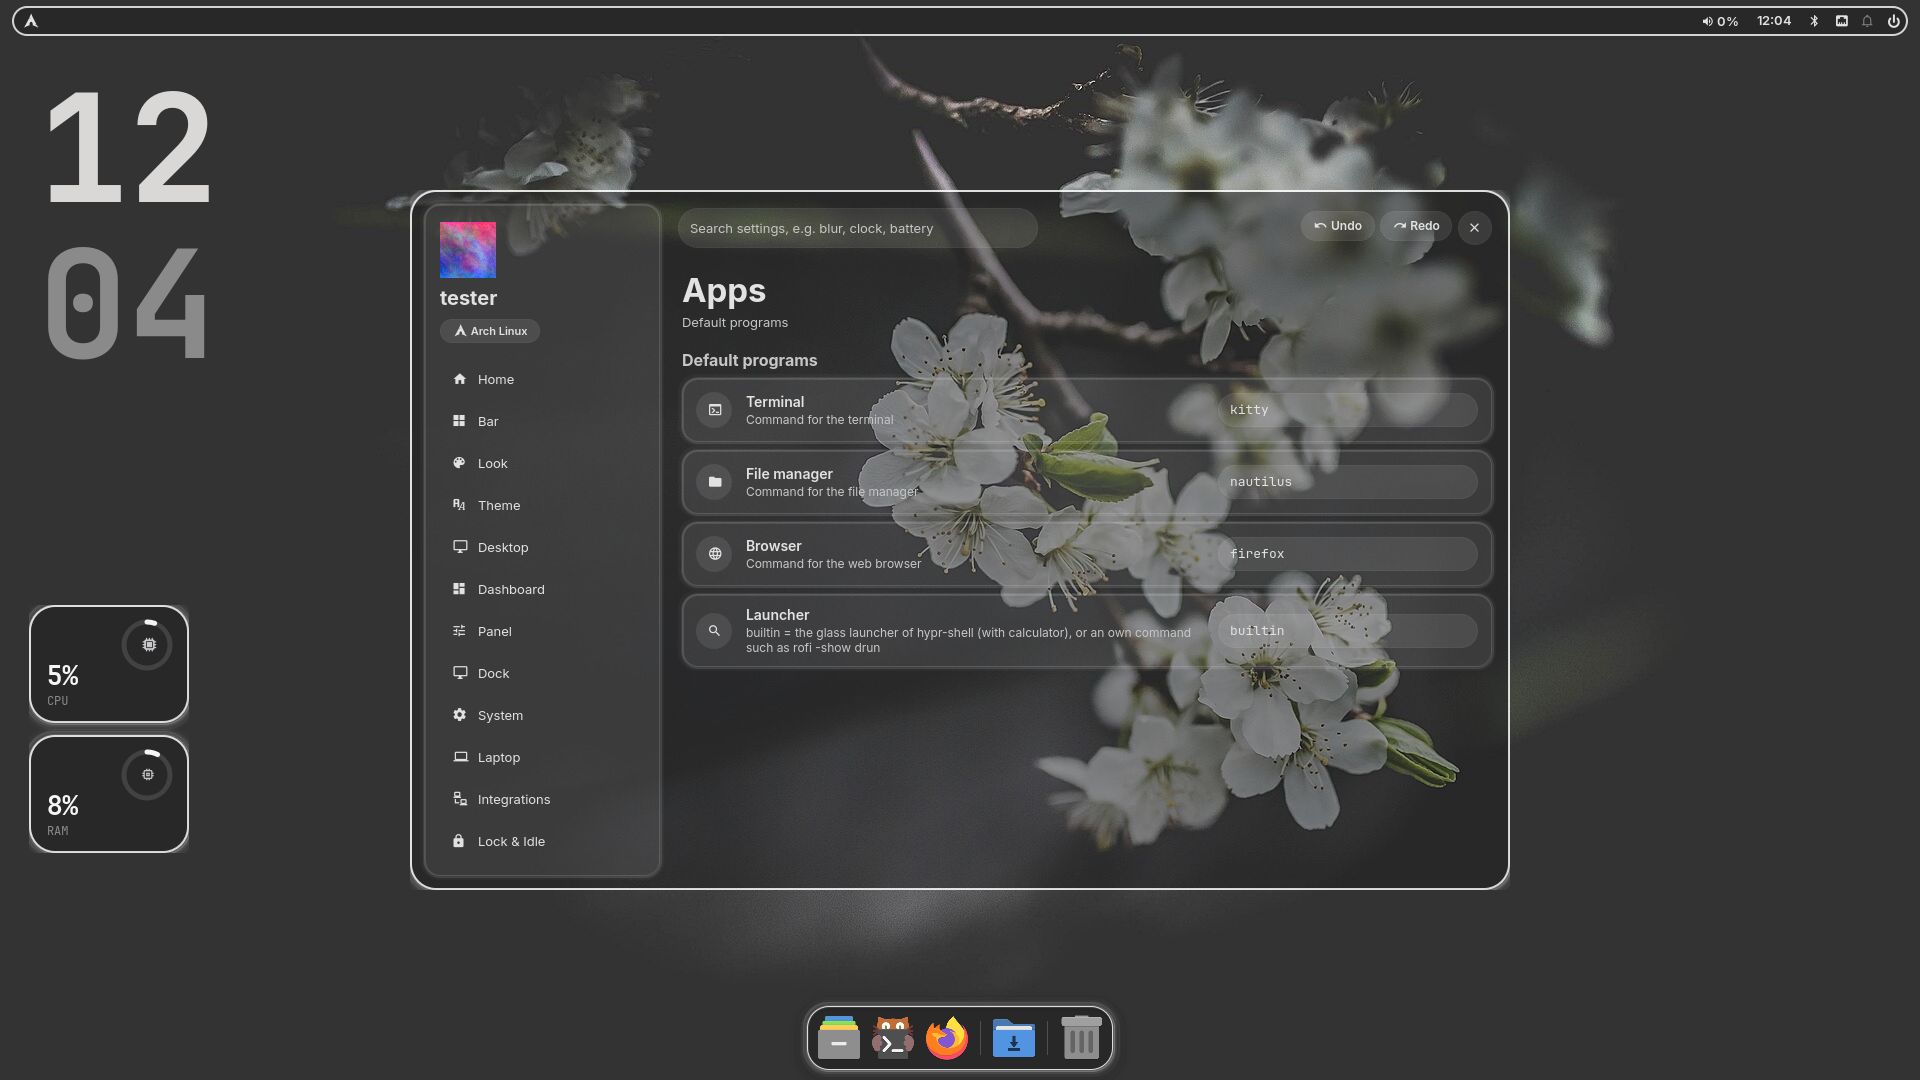 0%
12:04
12
04
5%
CPU
8%
RAM
tester
Arch Linux
Home
Bar
Look
Theme
Desktop
Dashboard
Panel
Dock
System
Laptop
Integrations
Lock & Idle
Search settings, e.g. blur, clock, battery
Undo
Redo
Apps
Default programs
Default programs
Terminal
Command for the terminal
kitty
File manager
Command for the file manager
nautilus
Browser
Command for the web browser
firefox
Launcher
builtin = the glass launcher of hypr-shell (with calculator), or an own command
such as rofi -show drun
builtin